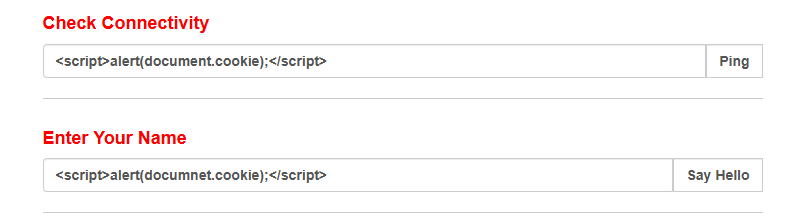 Check Connectivity
<script>alert(document.cookie);</script> Ping
Enter Your Name
<script>alert(documnet.cookie);</script> Say Hello